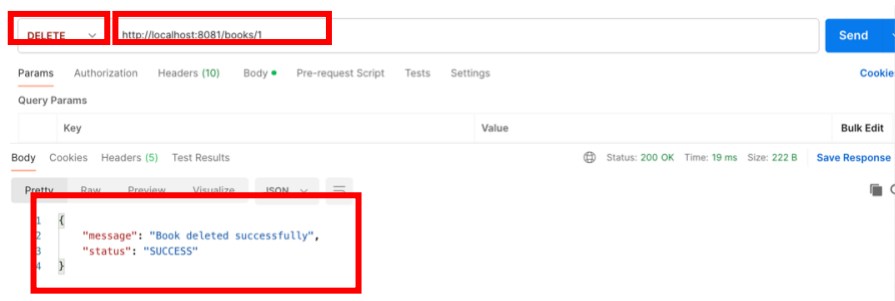 DELETE http://localhost:8081/books/1 Send
Params Authorization Headers (10) Body Pre-request Script Tests Settings Cookie
Query Params
Key Value Bulk Edit
Body Cookies Headers (5) Test Results Status: 200 OK Time: 19 ms Size: 222 B Save Response
Pretty Raw Preview Visualize JSON
1 {
2 "message": "Book deleted successfully",
3 "status": "SUCCESS"
4 }